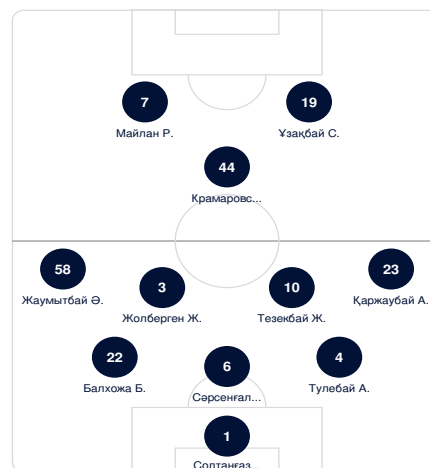 7
19
Майлан Р.
Ұзақбай С.
44
Крамаровс...
58
23
3
10
Жаумытбай Ә.
Қаржаубай А.
Жолберген Ж.
Тезекбай Ж.
22
6
4
Балхожа Б.
Тулебай А.
Сәрсенғал...
1
Солтанғаз...